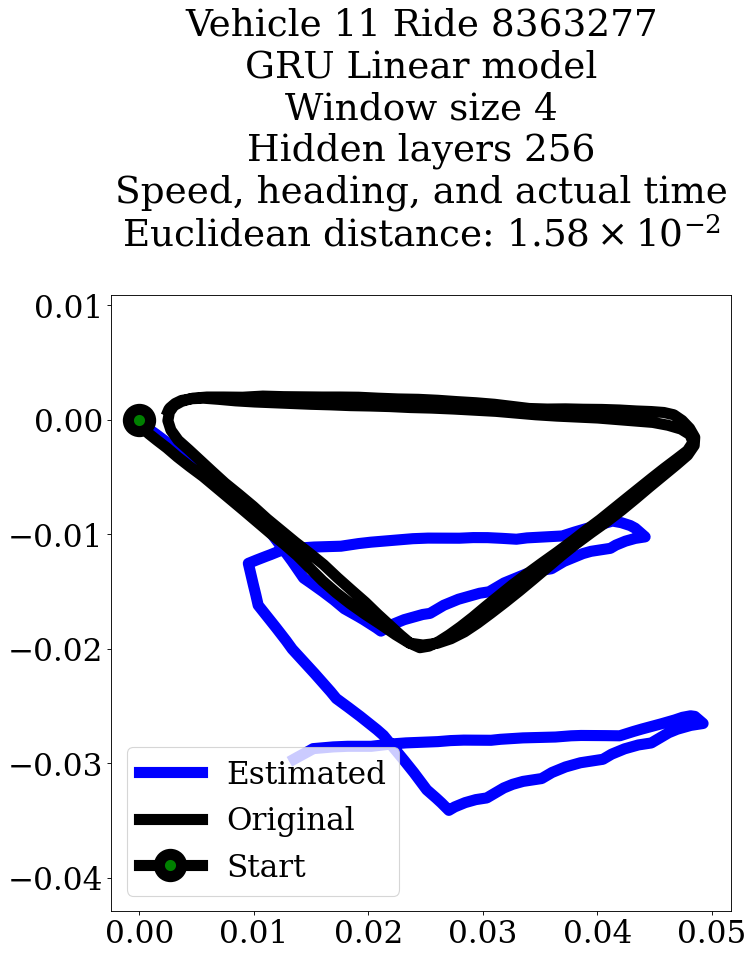 Vehicle 11 Ride 8363277
GRU Linear model
Window size 4
Hidden layers 256
Speed, heading, and actual time
Euclidean distance: 1.58 × 10⁻²
0.01
0.00
−0.01
−0.02
−0.03
−0.04
Estimated
Original
Start
0.00 0.01 0.02 0.03 0.04 0.05